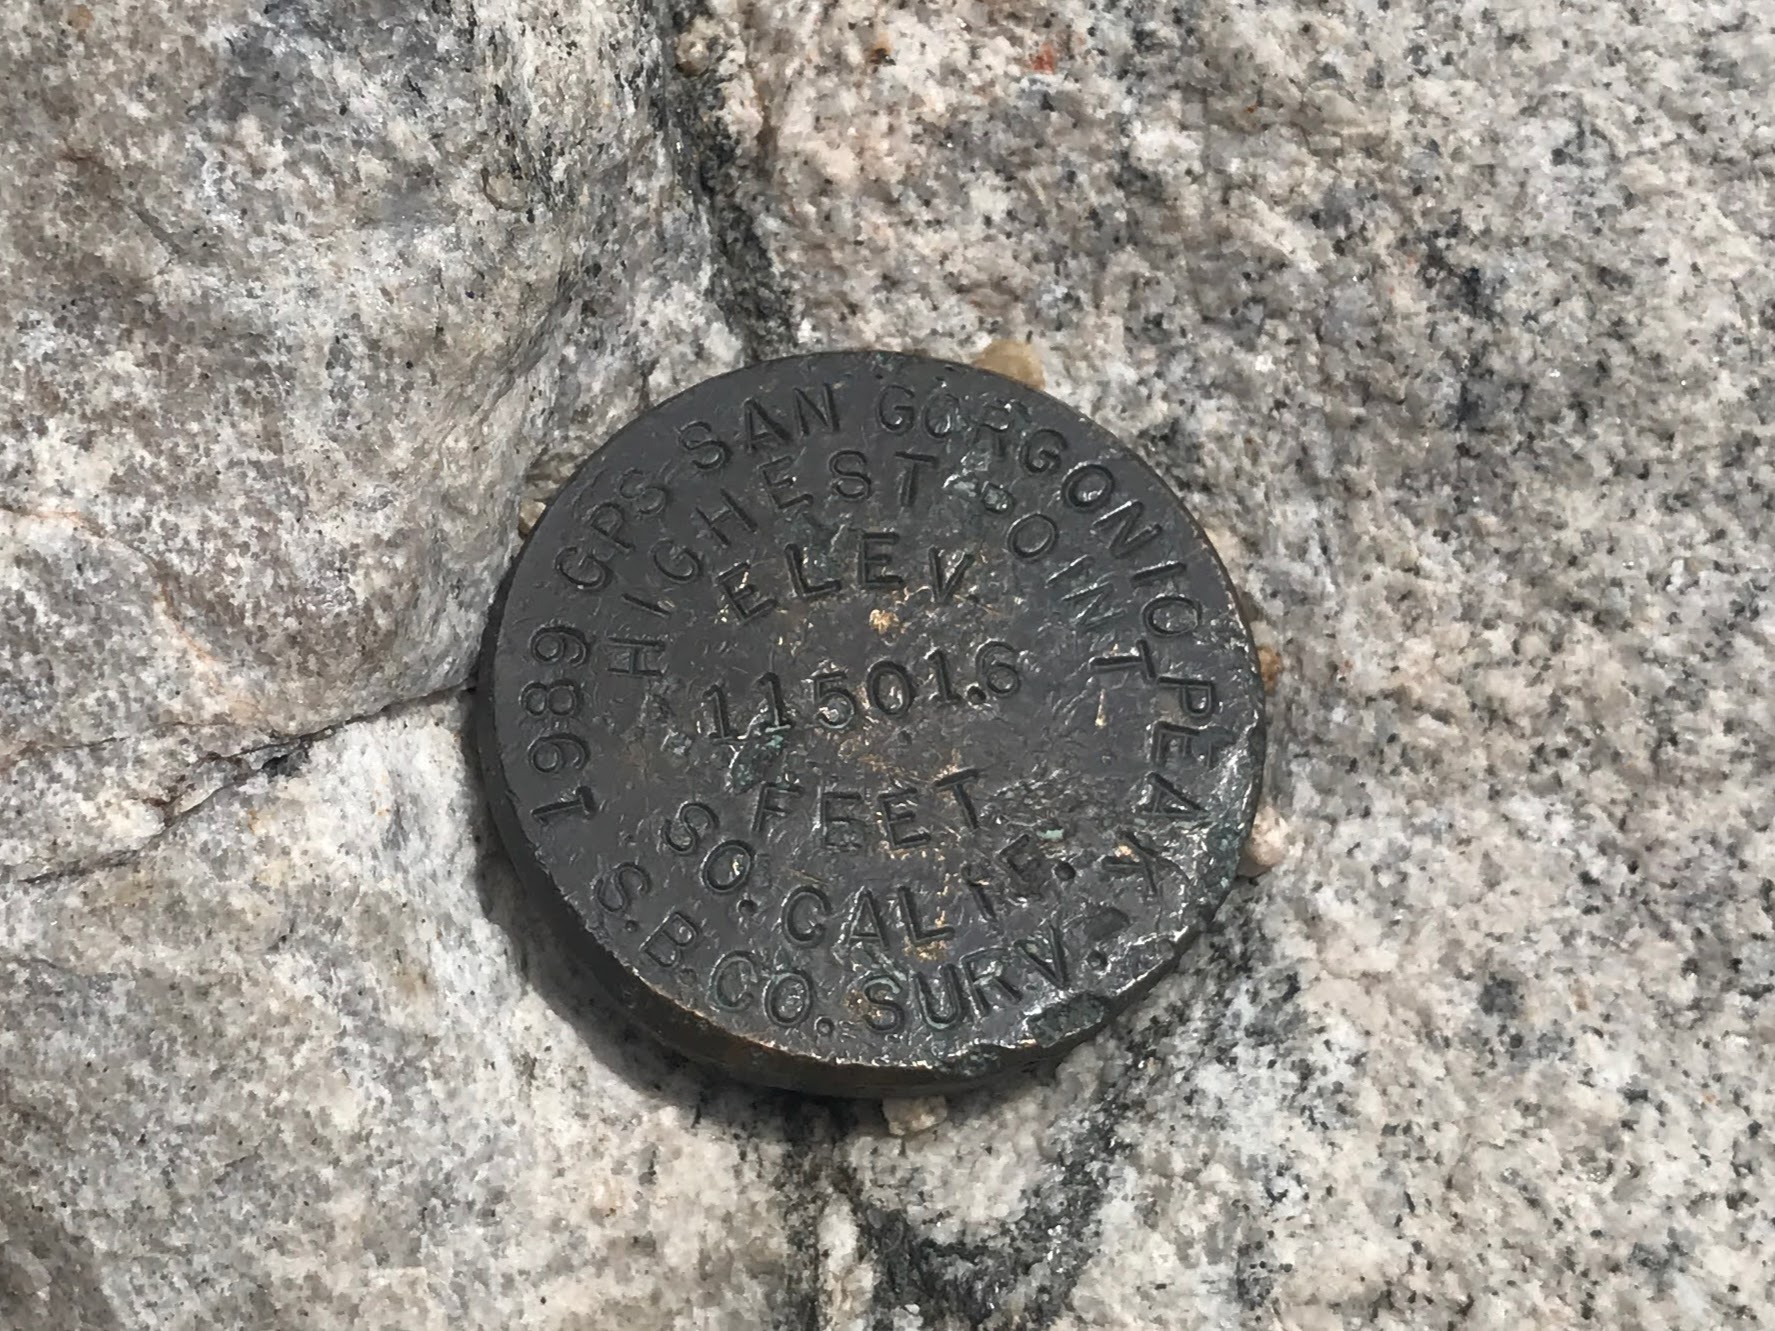 1989 GPS SAN GORGONIO PEAK
HIGHEST POINT
ELEV.
11501.6
FEET
SO. CALIF.
S.B.CO. SURV.